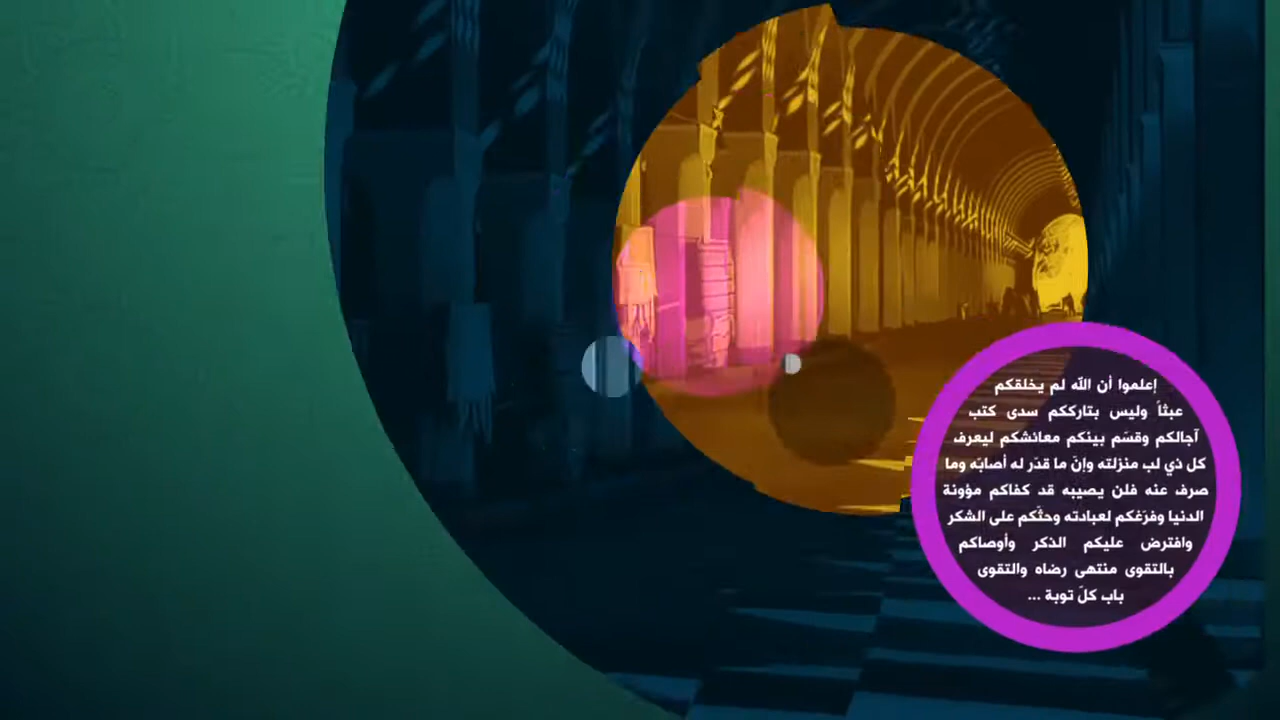 إعلموا أن الله لم يخلقكم
عبثاً وليس بتارككم سدى كتب
آجالكم وقسّم بينكم معائشكم ليعرف
كل ذي لب منزلته وإنّ ما قدّر له أصابّه وما
صرف عنه فلن يصيبه قد كفاكم مؤونة
الدنيا وفرّغكم لعبادته وحثّكم على الشكر
وافترض عليكم الذكر وأوصاكم
بالتقوى منتهى رضاه والتقوى
باب كلّ توبة ...